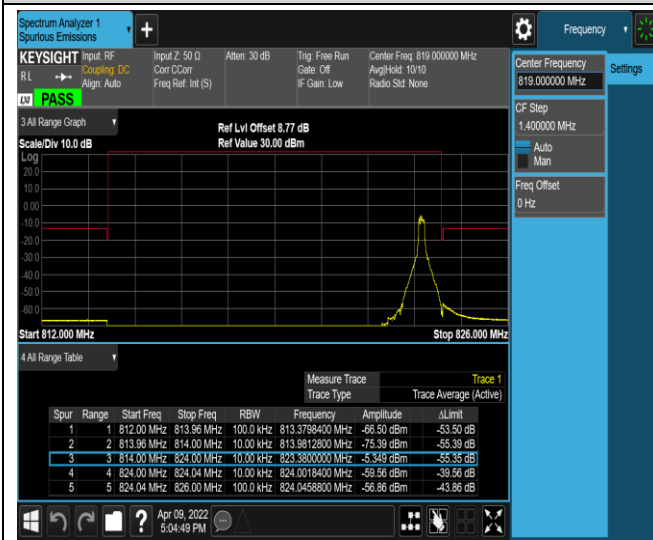 Spectrum Analyzer 1
Spurious Emissions
Frequency
KEYSIGHT Input: RF Input Z: 50 Ω Atten: 30 dB Trig: Free Run Center Freq: 819.000000 MHz
R L Coupling: DC Corr CCorr Gate: Off Avg|Hold: 10/10
Align: Auto Freq Ref: Int (S) IF Gain: Low Radio Std: None
LXI PASS
Center Frequency
819.000000 MHz
Settings
CF Step
1.400000 MHz
Auto
Man
Freq Offset
0 Hz
3 All Range Graph
Ref Lvl Offset 8.77 dB
Scale/Div 10.0 dB Ref Value 30.00 dBm
Log
20.0
10.0
0.00
-10.0
-20.0
-30.0
-40.0
-50.0
-60.0
Start 812.000 MHz Stop 826.000 MHz
4 All Range Table
Measure Trace Trace 1
Trace Type Trace Average (Active)
Spur Range Start Freq Stop Freq RBW Frequency Amplitude ΔLimit
1 1 812.00 MHz 813.96 MHz 100.0 kHz 813.3798400 MHz -66.50 dBm -53.50 dB
2 2 813.96 MHz 814.00 MHz 10.00 kHz 813.9812800 MHz -75.39 dBm -55.39 dB
3 3 814.00 MHz 824.00 MHz 10.00 kHz 823.3800000 MHz -5.349 dBm -55.35 dB
4 4 824.00 MHz 824.04 MHz 10.00 kHz 824.0018400 MHz -59.56 dBm -39.56 dB
5 5 824.04 MHz 826.00 MHz 100.0 kHz 824.0458800 MHz -56.86 dBm -43.86 dB
Apr 09, 2022
5:04:49 PM